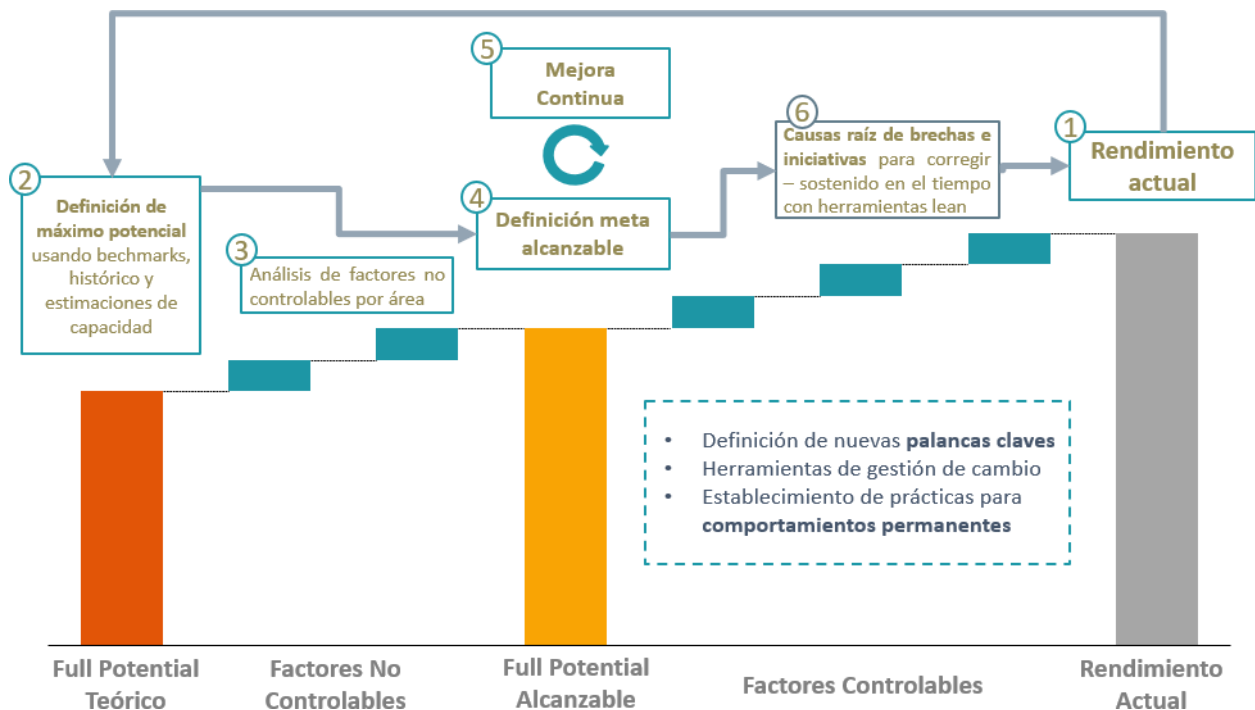 5
Mejora
Continua
6
Causas raíz de brechas e
iniciativas para corregir
– sostenido en el tiempo
con herramientas lean
1
Rendimiento
actual
2
Definición de
máximo potencial
usando bechmarks,
histórico y
estimaciones de
capacidad
3
Análisis de factores no
controlables por área
4
Definición meta
alcanzable
• Definición de nuevas palancas claves
• Herramientas de gestión de cambio
• Establecimiento de prácticas para
comportamientos permanentes
Full Potential
Teórico
Factores No
Controlables
Full Potential
Alcanzable
Factores Controlables
Rendimiento
Actual